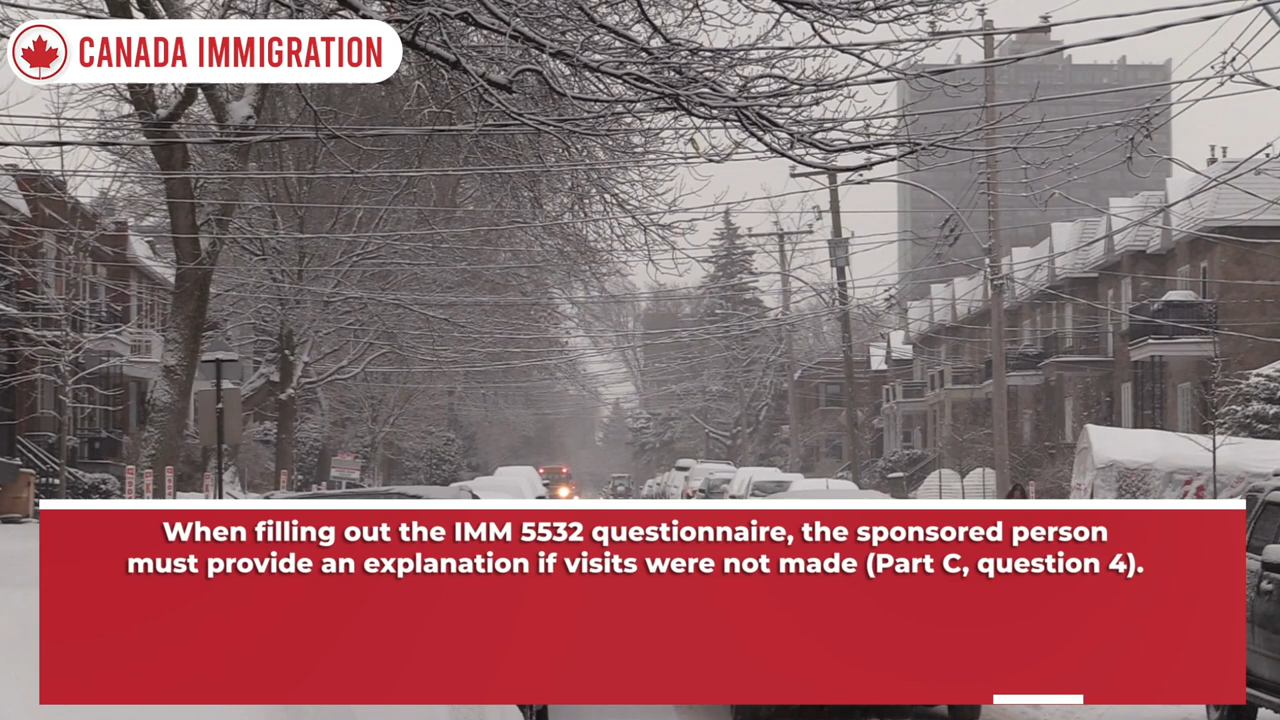 CANADA IMMIGRATION
When filling out the IMM 5532 questionnaire, the sponsored person
must provide an explanation if visits were not made (Part C, question 4).